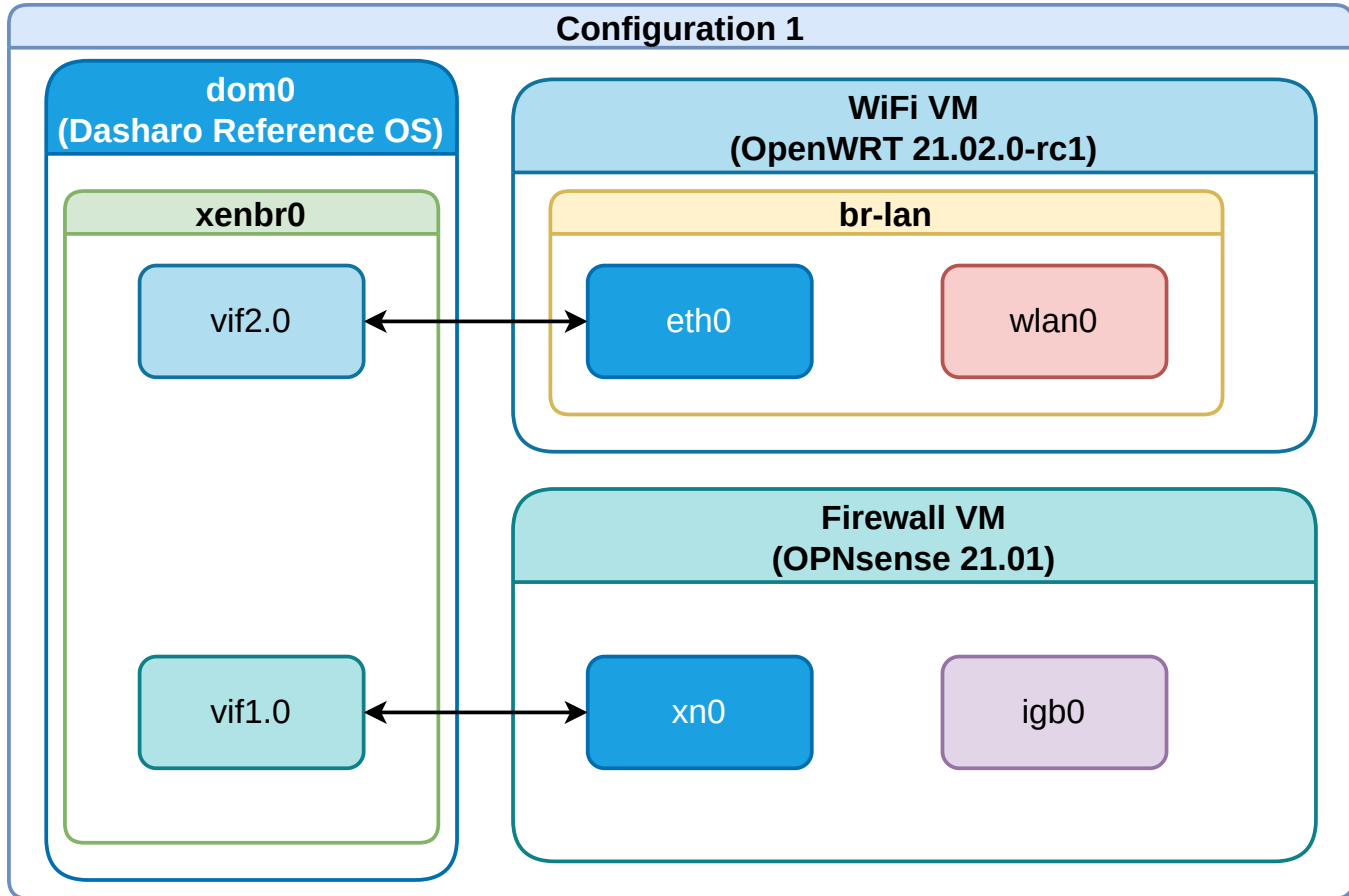 Configuration 1
dom0
(Dasharo Reference OS)
xenbr0
vif2.0
vif1.0
WiFi VM
(OpenWRT 21.02.0-rc1)
br-lan
eth0
wlan0
Firewall VM
(OPNsense 21.01)
xn0
igb0